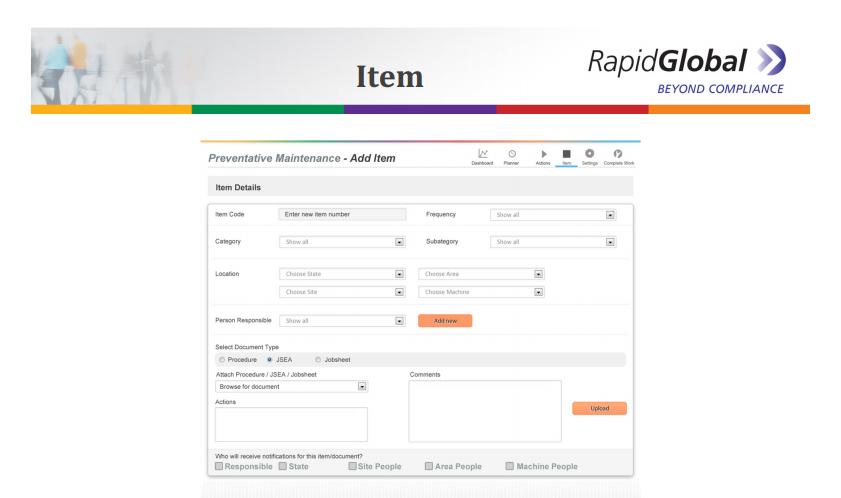 Item
RapidGlobal
BEYOND COMPLIANCE
Preventative Maintenance - Add Item
Dashboard Planner Actions Item Settings Complete Work
Item Details
Item Code Enter new item number Frequency Show all
Category Show all Subategory Show all
Location Choose State Choose Area
Choose Site Choose Machine
Person Responsible Show all Add new
Select Document Type
Procedure JSEA Jobsheet
Attach Procedure / JSEA / Jobsheet Comments
Browse for document
Actions
Upload
Who will receive notifications for this item/document?
Responsible State Site People Area People Machine People